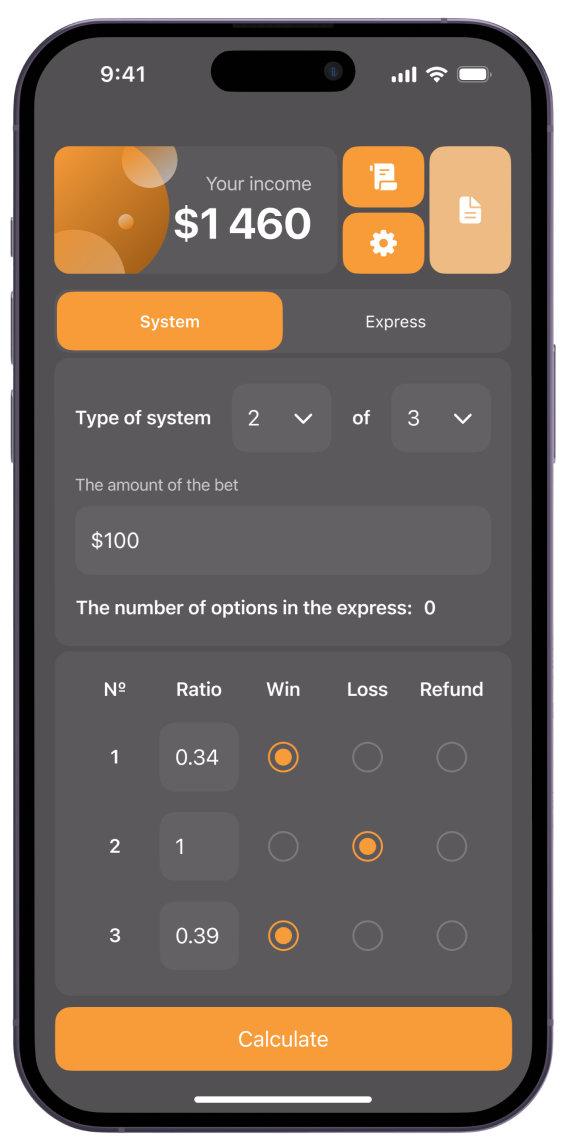 9:41
Your income
$1 460
System Express
Type of system 2 of 3
The amount of the bet
$100
The number of options in the express: 0
Nº Ratio Win Loss Refund
1 0.34
2 1
3 0.39
Calculate